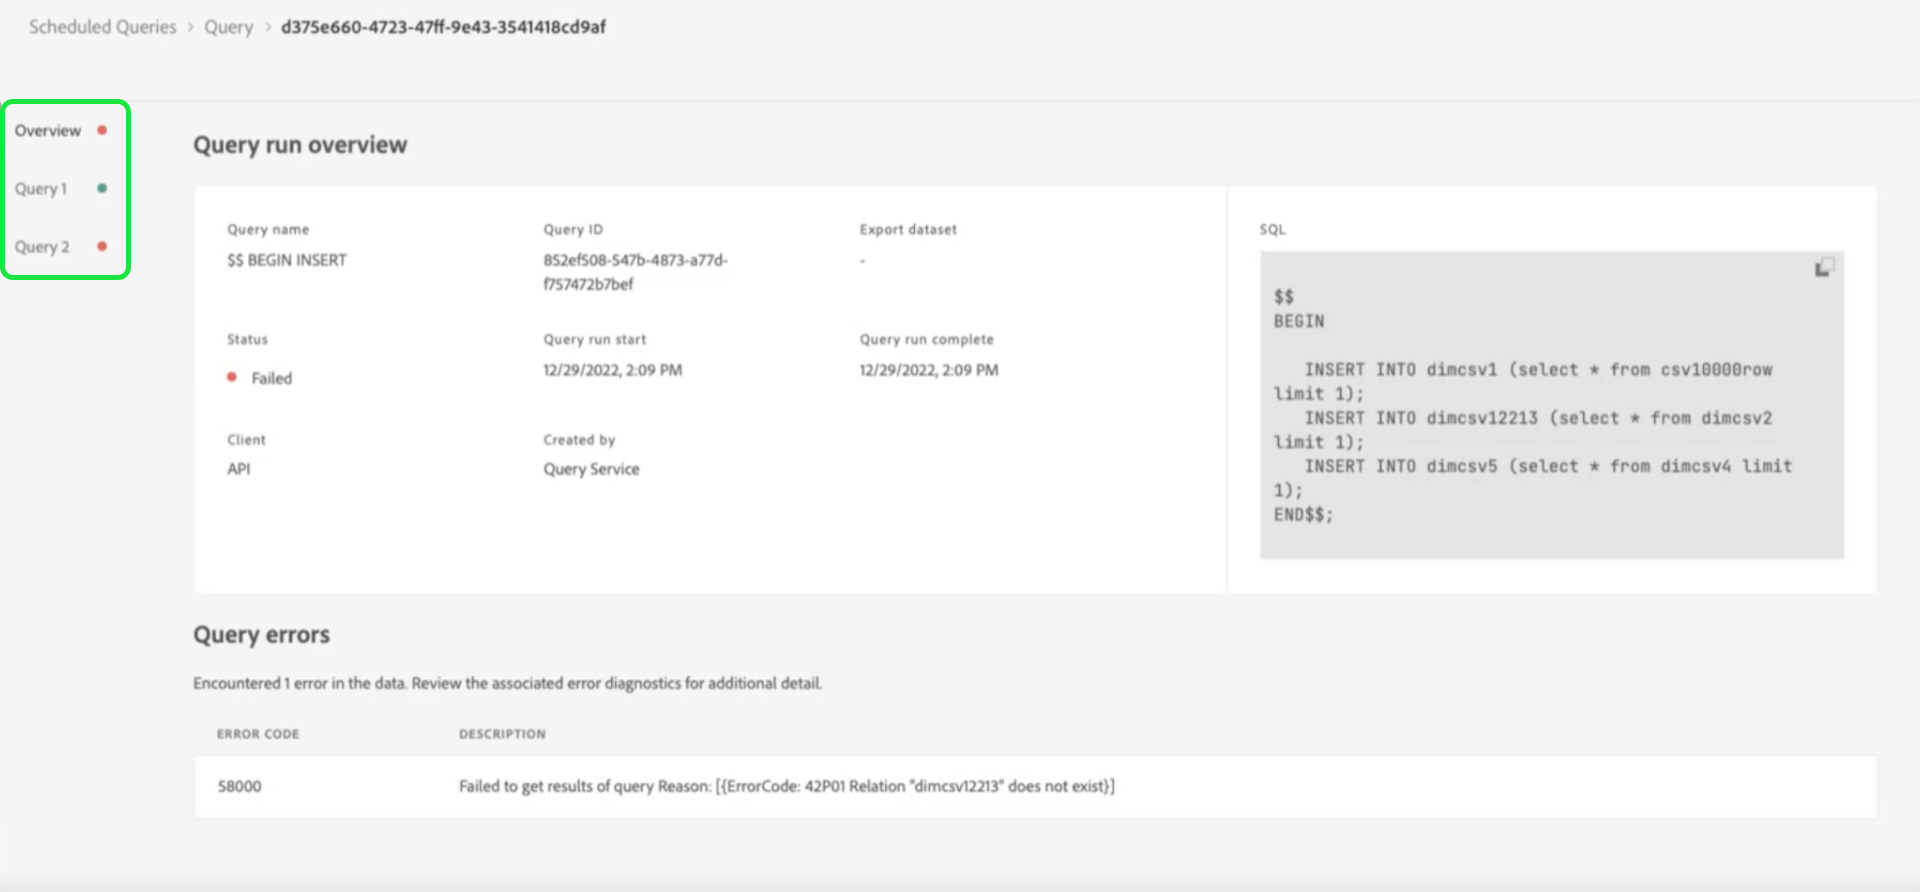 Scheduled Queries > Query > d375e660-4723-47ff-9e43-3541418cd9af
Overview
Query 1
Query 2
Query run overview
Query name
$$ BEGIN INSERT
Query ID
852ef508-547b-4873-a77d-
f757472b7bef
Export dataset
-
Status
Failed
Query run start
12/29/2022, 2:09 PM
Query run complete
12/29/2022, 2:09 PM
Client
API
Created by
Query Service
SQL
$$
BEGIN
INSERT INTO dimcsv1 (select * from csv10000row
limit 1);
INSERT INTO dimcsv12213 (select * from dimcsv2
limit 1);
INSERT INTO dimcsv5 (select * from dimcsv4 limit
1);
END$$;
Query errors
Encountered 1 error in the data. Review the associated error diagnostics for additional detail.
ERROR CODE
DESCRIPTION
58000
Failed to get results of query Reason: [{ErrorCode: 42P01 Relation "dimcsv12213" does not exist}]